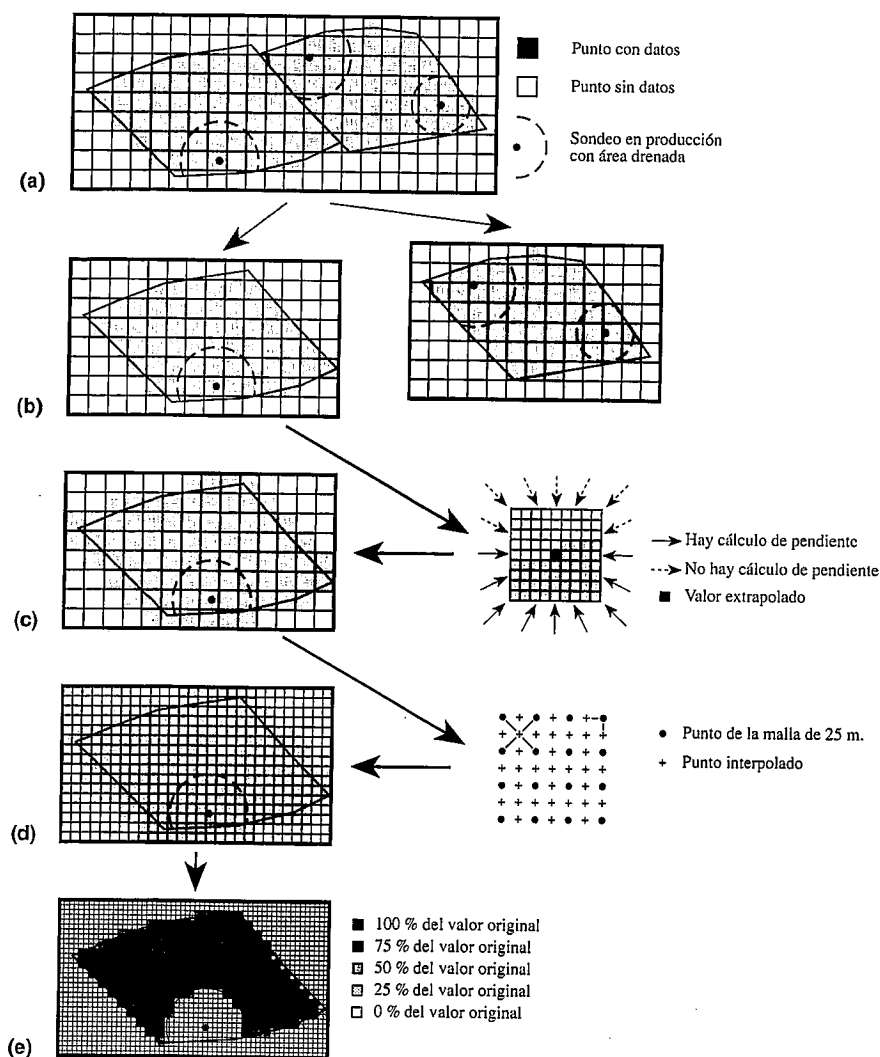 Punto con datos
Punto sin datos
Sondeo en producción
con área drenada
(a)
(b)
(c)
Hay cálculo de pendiente
No hay cálculo de pendiente
Valor extrapolado
(d)
Punto de la malla de 25 m.
Punto interpolado
(e)
100 % del valor original
75 % del valor original
50 % del valor original
25 % del valor original
0 % del valor original